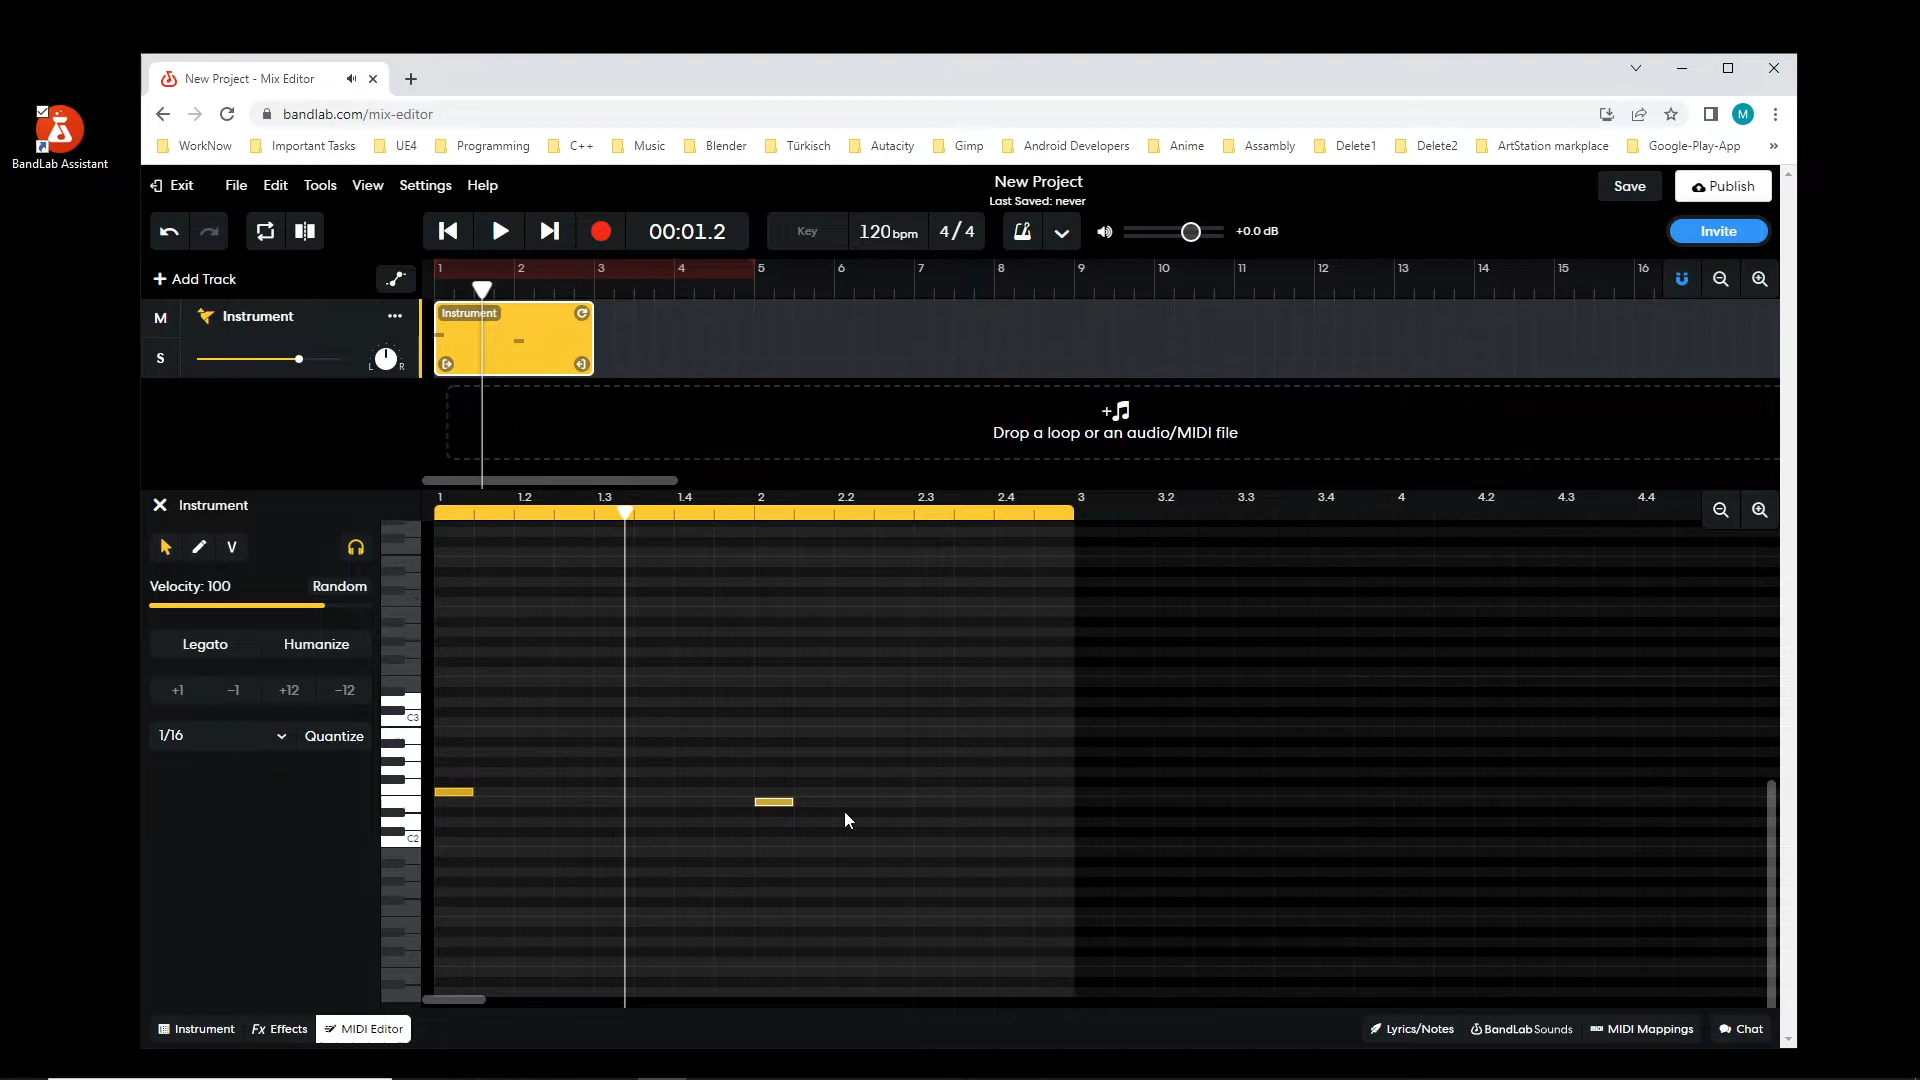 New Project - Mix Editor
bandlab.com/mix-editor
M
WorkNow Important Tasks UE4 Programming C++ Music Blender Türkisch Autacity Gimp Android Developers Anime Assambly Delete1 Delete2 ArtStation markplace Google-Play-App »
BandLab Assistant
Exit File Edit Tools View Settings Help
New Project
Last Saved: never
Save Publish
00:01.2 Key 120 bpm 4/4 +0.0 dB Invite
+ Add Track 1 2 3 4 5 6 7 8 9 10 11 12 13 14 15 16
M Instrument ••• Instrument
S L R
Drop a loop or an audio/MIDI file
Instrument 1 1.2 1.3 1.4 2 2.2 2.3 2.4 3 3.2 3.3 3.4 4 4.2 4.3 4.4
V
Velocity: 100 Random
Legato Humanize
+1 -1 +12 -12
C3
1/16 Quantize
C2
Instrument Fx Effects MIDI Editor Lyrics/Notes BandLab Sounds MIDI Mappings Chat